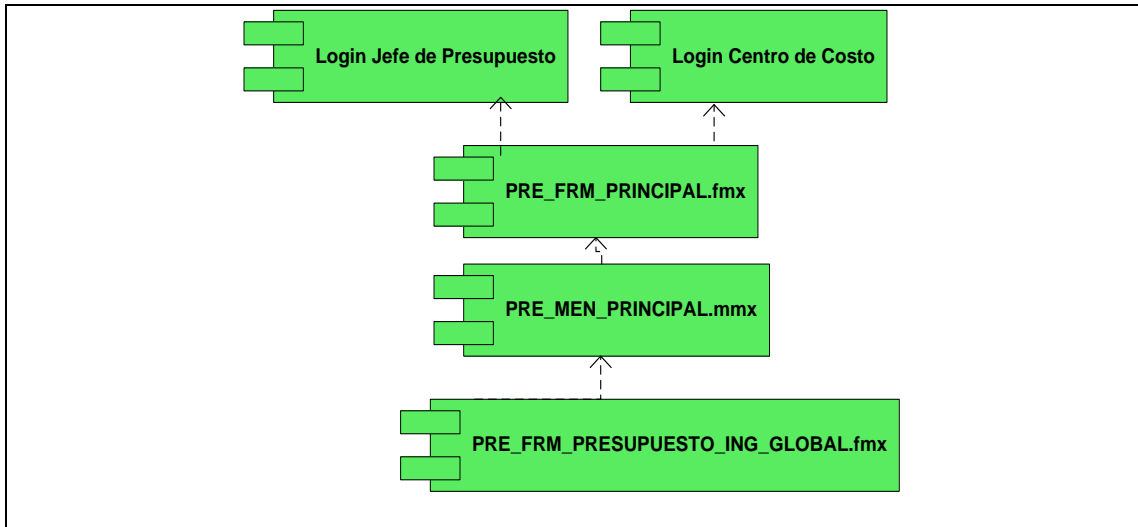 Login Jefe de Presupuesto
Login Centro de Costo
PRE_FRM_PRINCIPAL.fmx
PRE_MEN_PRINCIPAL.mmx
PRE_FRM_PRESUPUESTO_ING_GLOBAL.fmx